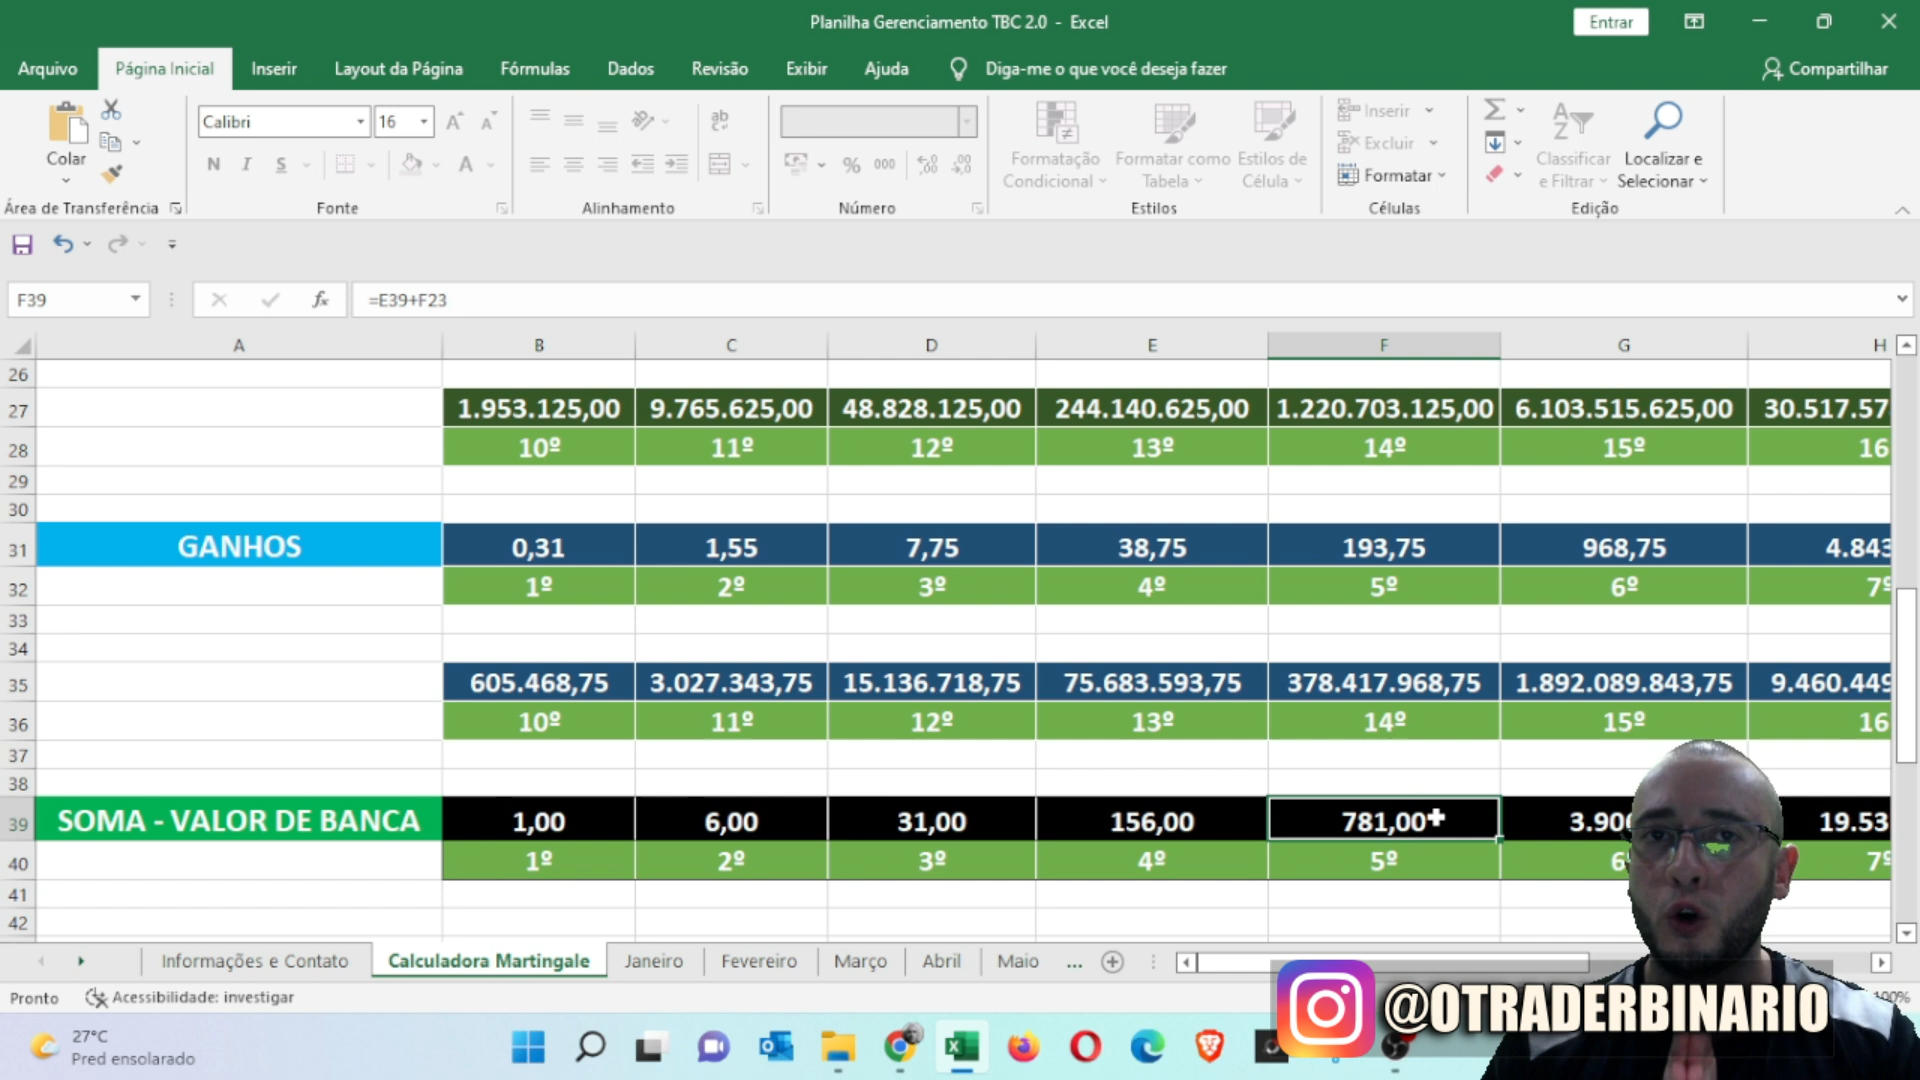 Planilha Gerenciamento TBC 2.0 - Excel
Entrar
Arquivo Página Inicial Inserir Layout da Página Fórmulas Dados Revisão Exibir Ajuda Diga-me o que você deseja fazer Compartilhar
Colar
Área de Transferência
Calibri 16
N I S
Fonte
ab
Alinhamento
% 000
Número
Formatação Condicional
Formatar como Tabela
Estilos de Célula
Estilos
Inserir
Excluir
Formatar
Células
Classificar e Filtrar
Localizar e Selecionar
Edição
F39 fx =E39+F23
A B C D E F G H
26
27 1.953.125,00 9.765.625,00 48.828.125,00 244.140.625,00 1.220.703.125,00 6.103.515.625,00 30.517.57
28 10º 11º 12º 13º 14º 15º 16
29
30
31 GANHOS 0,31 1,55 7,75 38,75 193,75 968,75 4.843
32 1º 2º 3º 4º 5º 6º 7º
33
34
35 605.468,75 3.027.343,75 15.136.718,75 75.683.593,75 378.417.968,75 1.892.089.843,75 9.460.449
36 10º 11º 12º 13º 14º 15º 16
37
38
39 SOMA - VALOR DE BANCA 1,00 6,00 31,00 156,00 781,00 3.906 19.53
40 1º 2º 3º 4º 5º 6º 7º
41
42
Informações e Contato Calculadora Martingale Janeiro Fevereiro Março Abril Maio ...
Pronto Acessibilidade: investigar 100%
@OTRADERBINARIO
27°C
Pred ensolarado